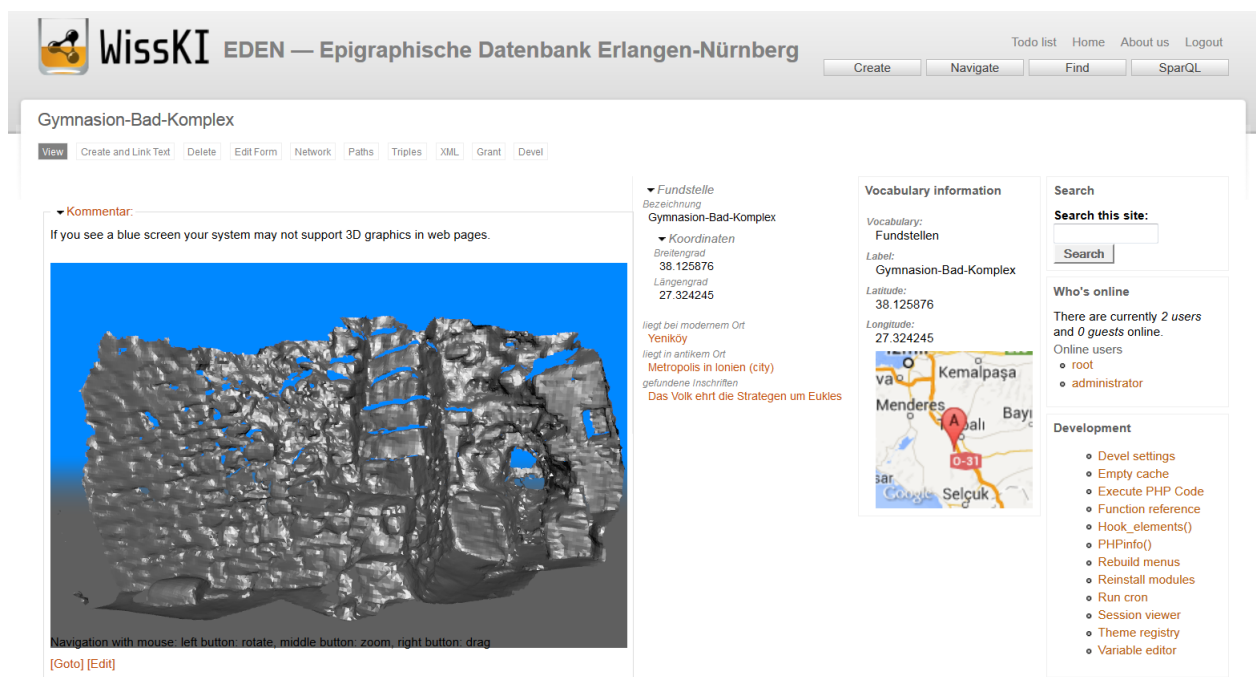 WissKI EDEN — Epigraphische Datenbank Erlangen-Nürnberg
Todo list Home About us Logout
Create Navigate Find SparQL
Gymnasion-Bad-Komplex
View Create and Link Text Delete Edit Form Network Paths Triples XML Grant Devel
Kommentar:
If you see a blue screen your system may not support 3D graphics in web pages.
Navigation with mouse: left button: rotate, middle button: zoom, right button: drag
[Goto] [Edit]
Fundstelle
Bezeichnung
Gymnasion-Bad-Komplex
Koordinaten
Breitengrad
38.125876
Längengrad
27.324245
liegt bei modernem Ort
Yeniköy
liegt in antikem Ort
Metropolis in Ionien (city)
gefundene Inschriften
Das Volk ehrt die Strategen um Eukles
Vocabulary information
Vocabulary:
Fundstellen
Label:
Gymnasion-Bad-Komplex
Latitude:
38.125876
Longitude:
27.324245
Kemalpaşa
Menderes
A
O-31
Google Selçuk
Search
Search this site:
Search
Who's online
There are currently 2 users
and 0 guests online.
Online users
root
administrator
Development
Devel settings
Empty cache
Execute PHP Code
Function reference
Hook_elements()
PHPinfo()
Rebuild menus
Reinstall modules
Run cron
Session viewer
Theme registry
Variable editor